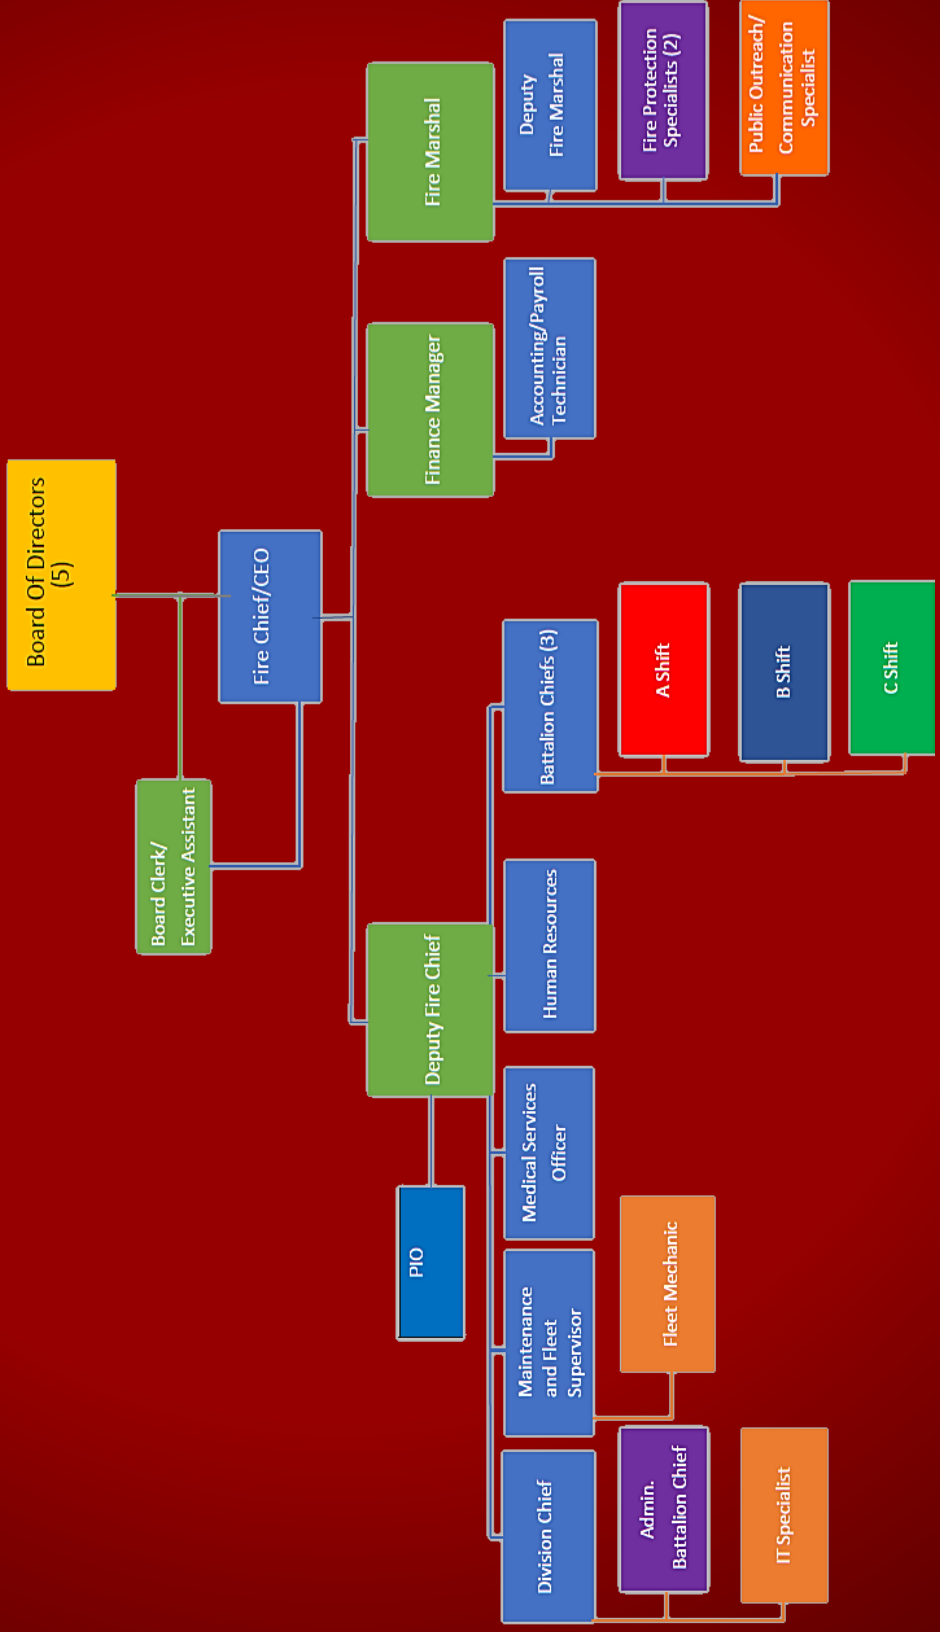 Board Of Directors
(5)
Board Clerk/
Executive Assistant
Fire Chief/CEO
Deputy Fire Chief
Finance Manager
Fire Marshal
PIO
Division Chief
Maintenance
and Fleet
Supervisor
Medical Services
Officer
Human Resources
Battalion Chiefs (3)
Accounting/Payroll
Technician
Deputy
Fire Marshal
Admin.
Battalion Chief
Fleet Mechanic
A Shift
Fire Protection
Specialists (2)
IT Specialist
B Shift
Public Outreach/
Communication
Specialist
C Shift